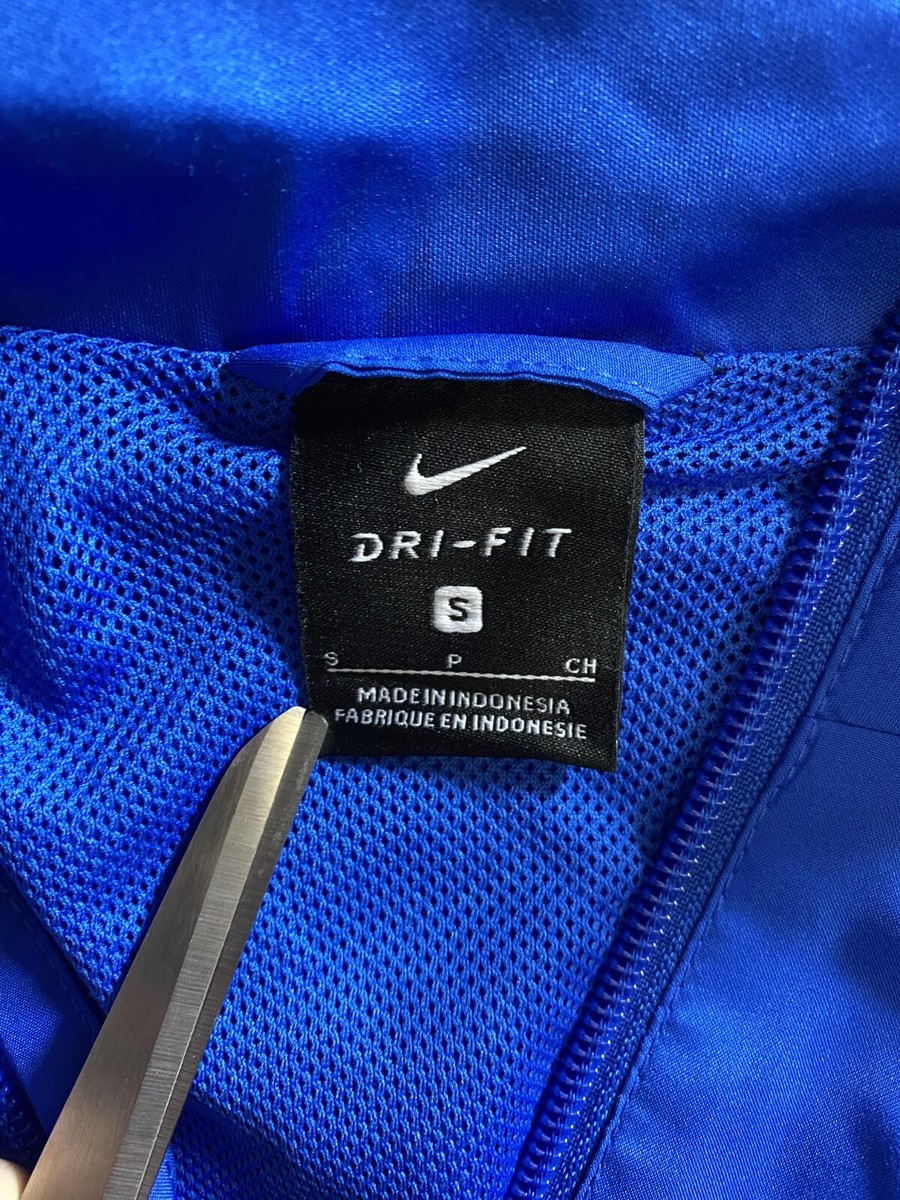 DRI-FIT
S
S P CH
MADE IN INDONESIA
FABRIQUE EN INDONESIE